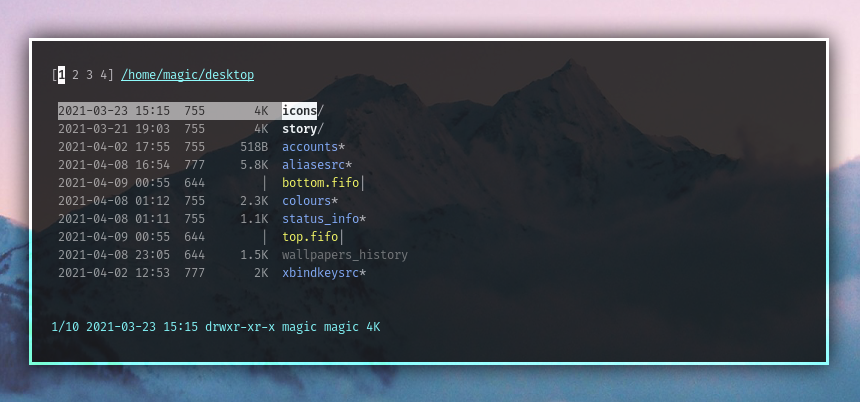 [1 2 3 4] /home/magic/desktop
2021-03-23 15:15 755 4K icons/
2021-03-21 19:03 755 4K story/
2021-04-02 17:55 755 518B accounts*
2021-04-08 16:54 777 5.8K aliasesrc*
2021-04-09 00:55 644 | bottom.fifo|
2021-04-08 01:12 755 2.3K colours*
2021-04-08 01:11 755 1.1K status_info*
2021-04-09 00:55 644 | top.fifo|
2021-04-08 23:05 644 1.5K wallpapers_history
2021-04-02 12:53 777 2K xbindkeysrc*
1/10 2021-03-23 15:15 drwxr-xr-x magic magic 4K